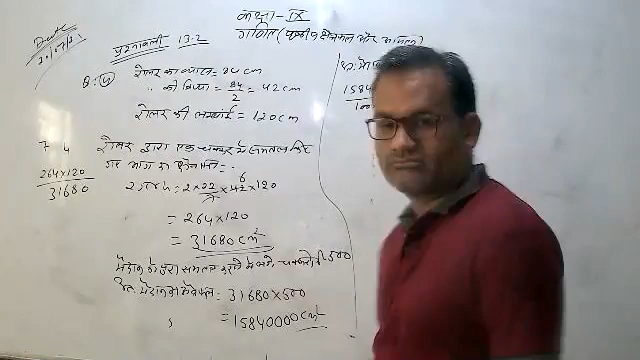 Date
20/07/21
कक्षा - IX
गणित (पृष्ठीय क्षेत्रफल और आयतन)
प्रश्नावली 13.2
Q: 4 रोलर का व्यास = 84 cm
,, की त्रिज्या = 84/2 = 42 cm
रोलर की लम्बाई = 120 cm
रोलर द्वारा एक चक्कर में समतल किए
गए भाग का क्षेत्रफल :-
2πrh = 2 × 22/7 × 42 6 × 120
= 264 × 120
= 31680 cm²
मैदान को पूरा समतल करने में लगे चक्करों की 500
अतः मैदान का क्षेत्रफल = 31680 × 500
= 15840000 cm²
264×120
31680
अतः
1584
100